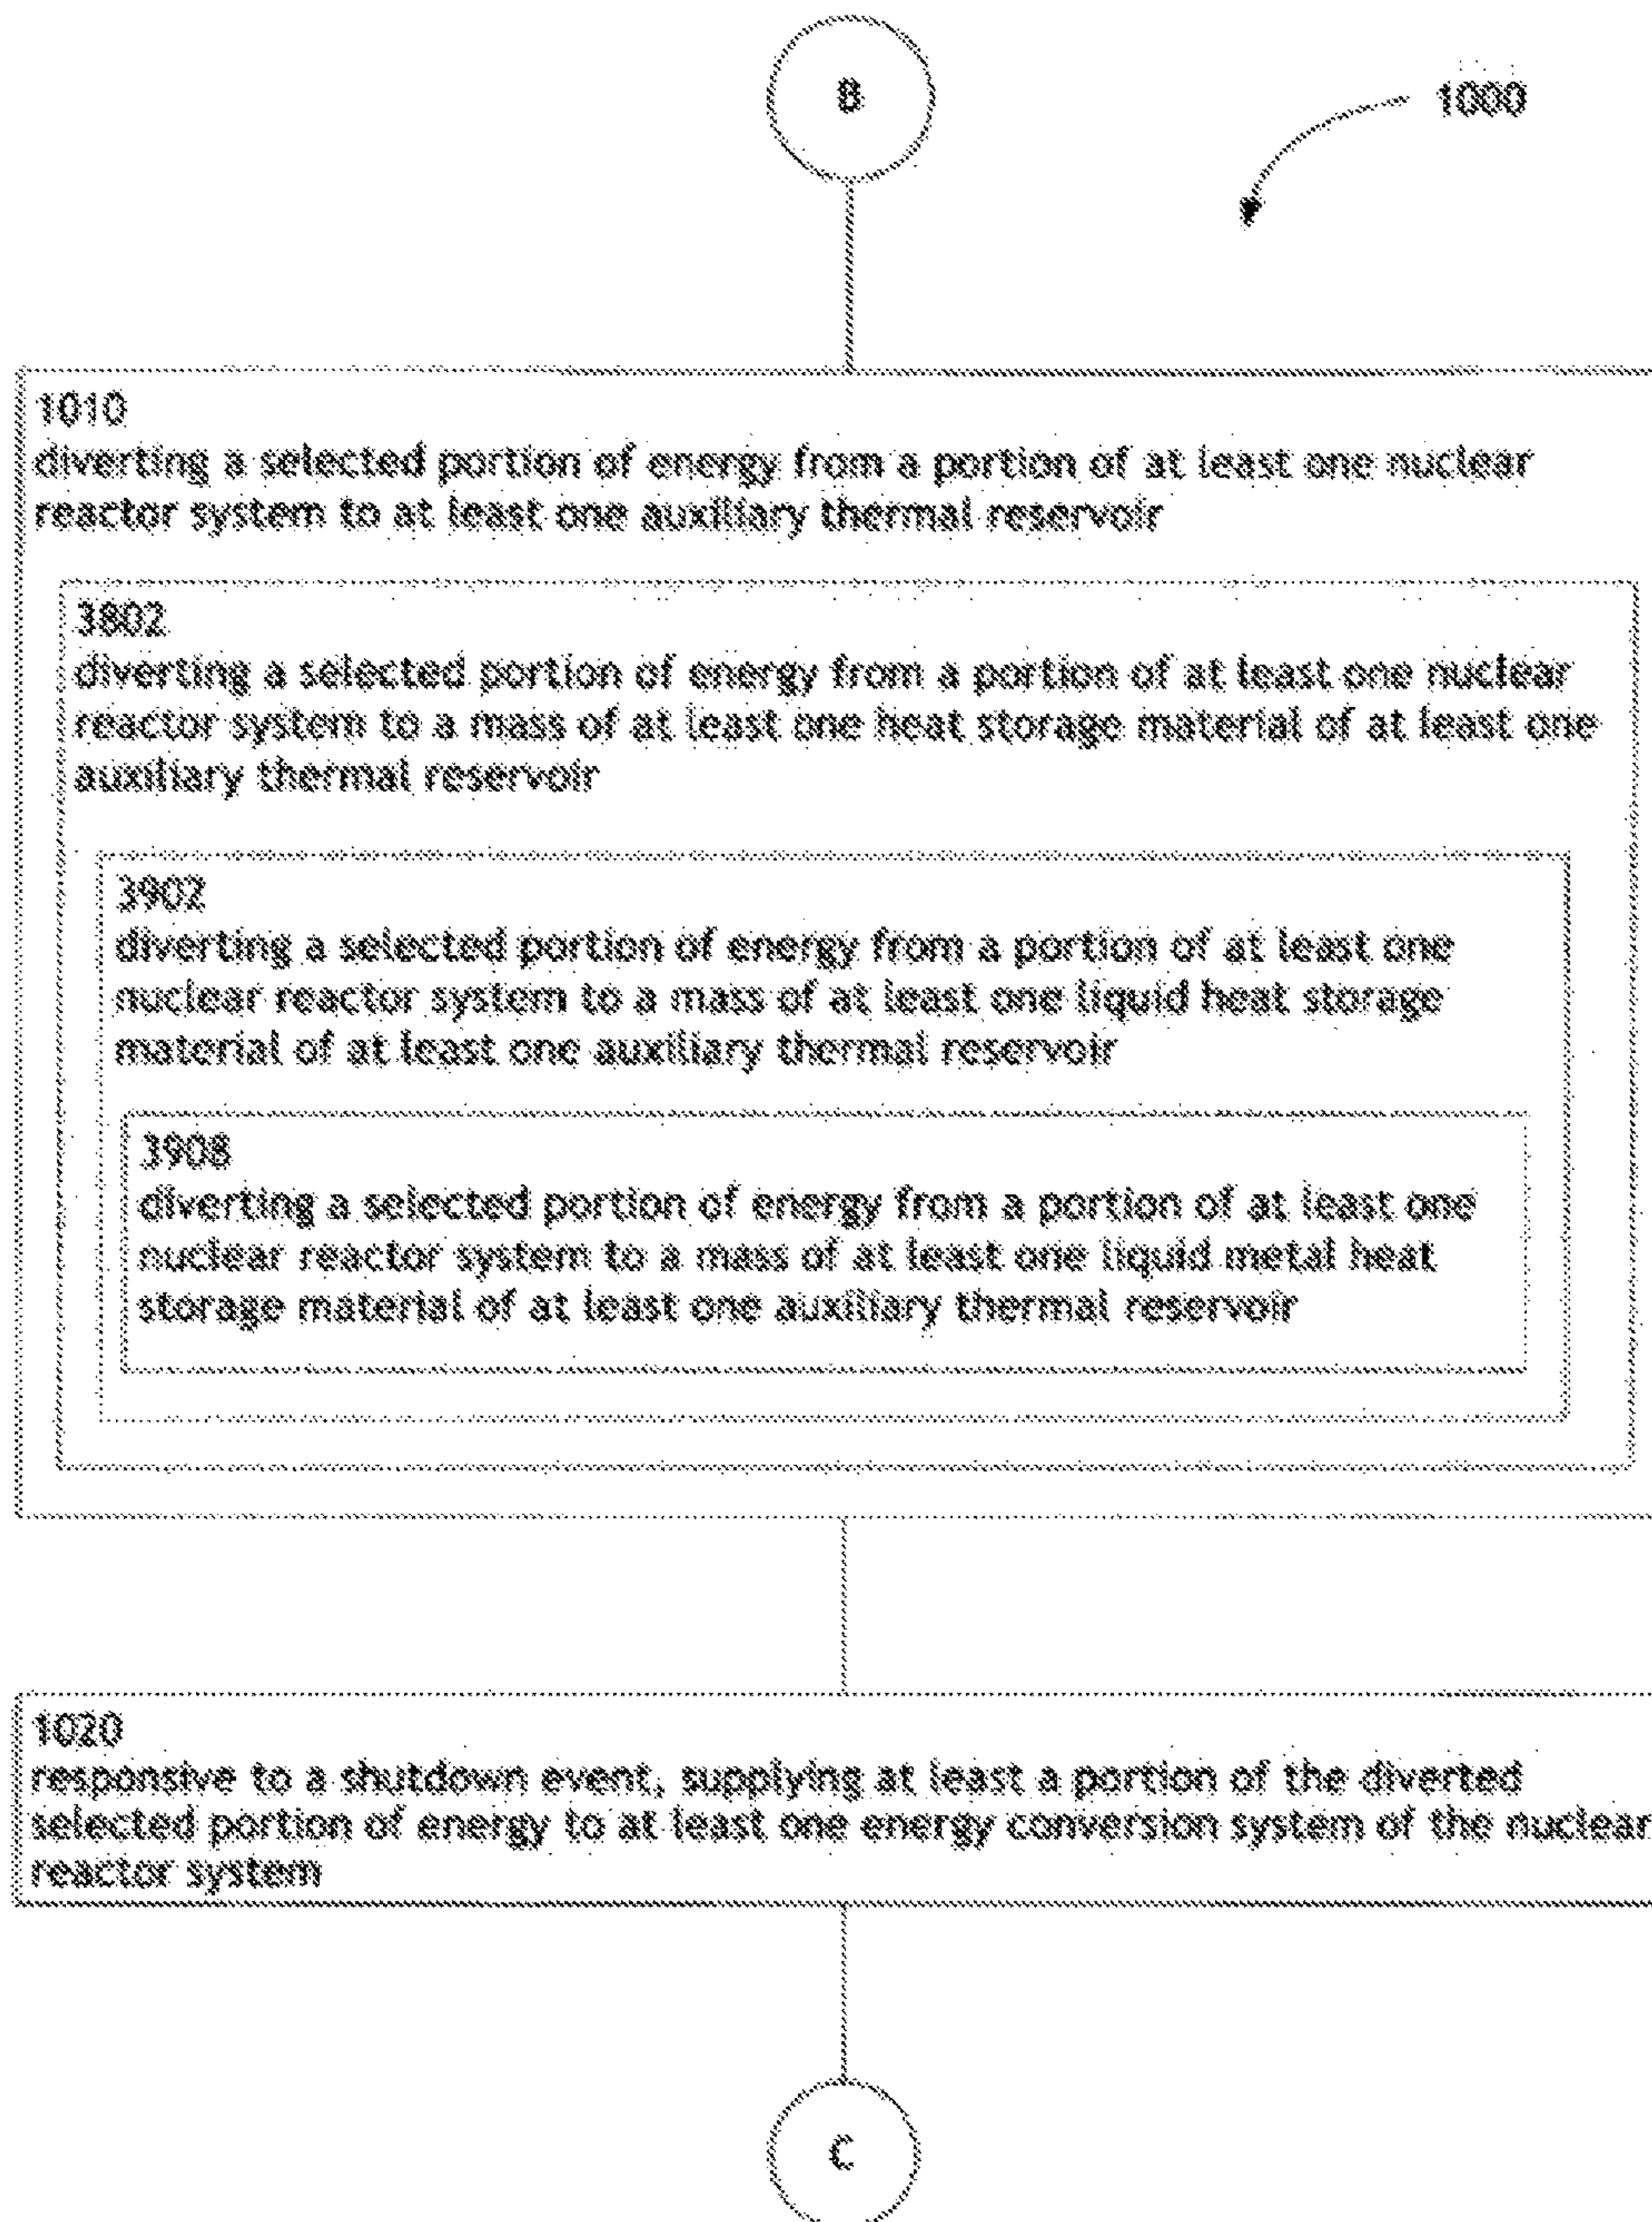 B
1000
1010
diverting a selected portion of energy from a portion of at least one nuclear
reactor system to at least one auxiliary thermal reservoir
3802
diverting a selected portion of energy from a portion of at least one nuclear
reactor system to a mass of at least one heat storage material of at least one
auxiliary thermal reservoir
3902
diverting a selected portion of energy from a portion of at least one
nuclear reactor system to a mass of at least one liquid heat storage
material of at least one auxiliary thermal reservoir
3908
diverting a selected portion of energy from a portion of at least one
nuclear reactor system to a mass of at least one liquid metal heat
storage material of at least one auxiliary thermal reservoir
1020
responsive to a shutdown event, supplying at least a portion of the diverted
selected portion of energy to at least one energy conversion system of the nuclear
reactor system
C